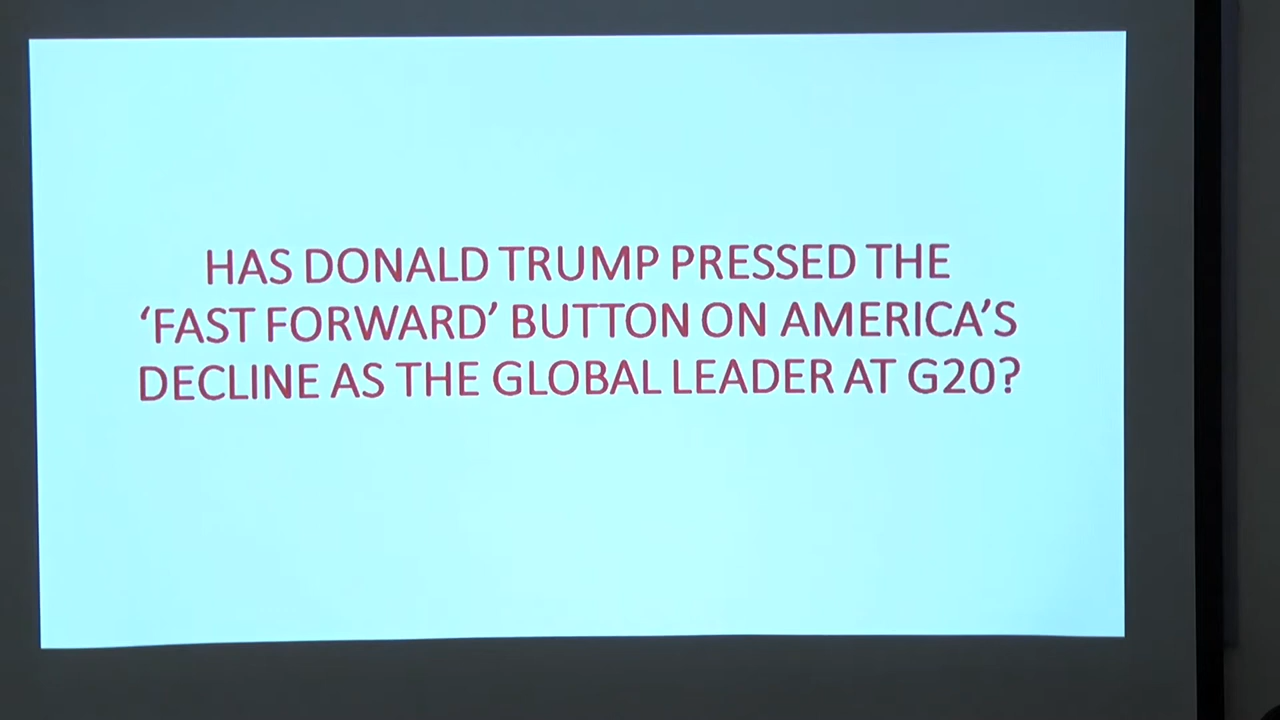 HAS DONALD TRUMP PRESSED THE
‘FAST FORWARD’ BUTTON ON AMERICA’S
DECLINE AS THE GLOBAL LEADER AT G20?